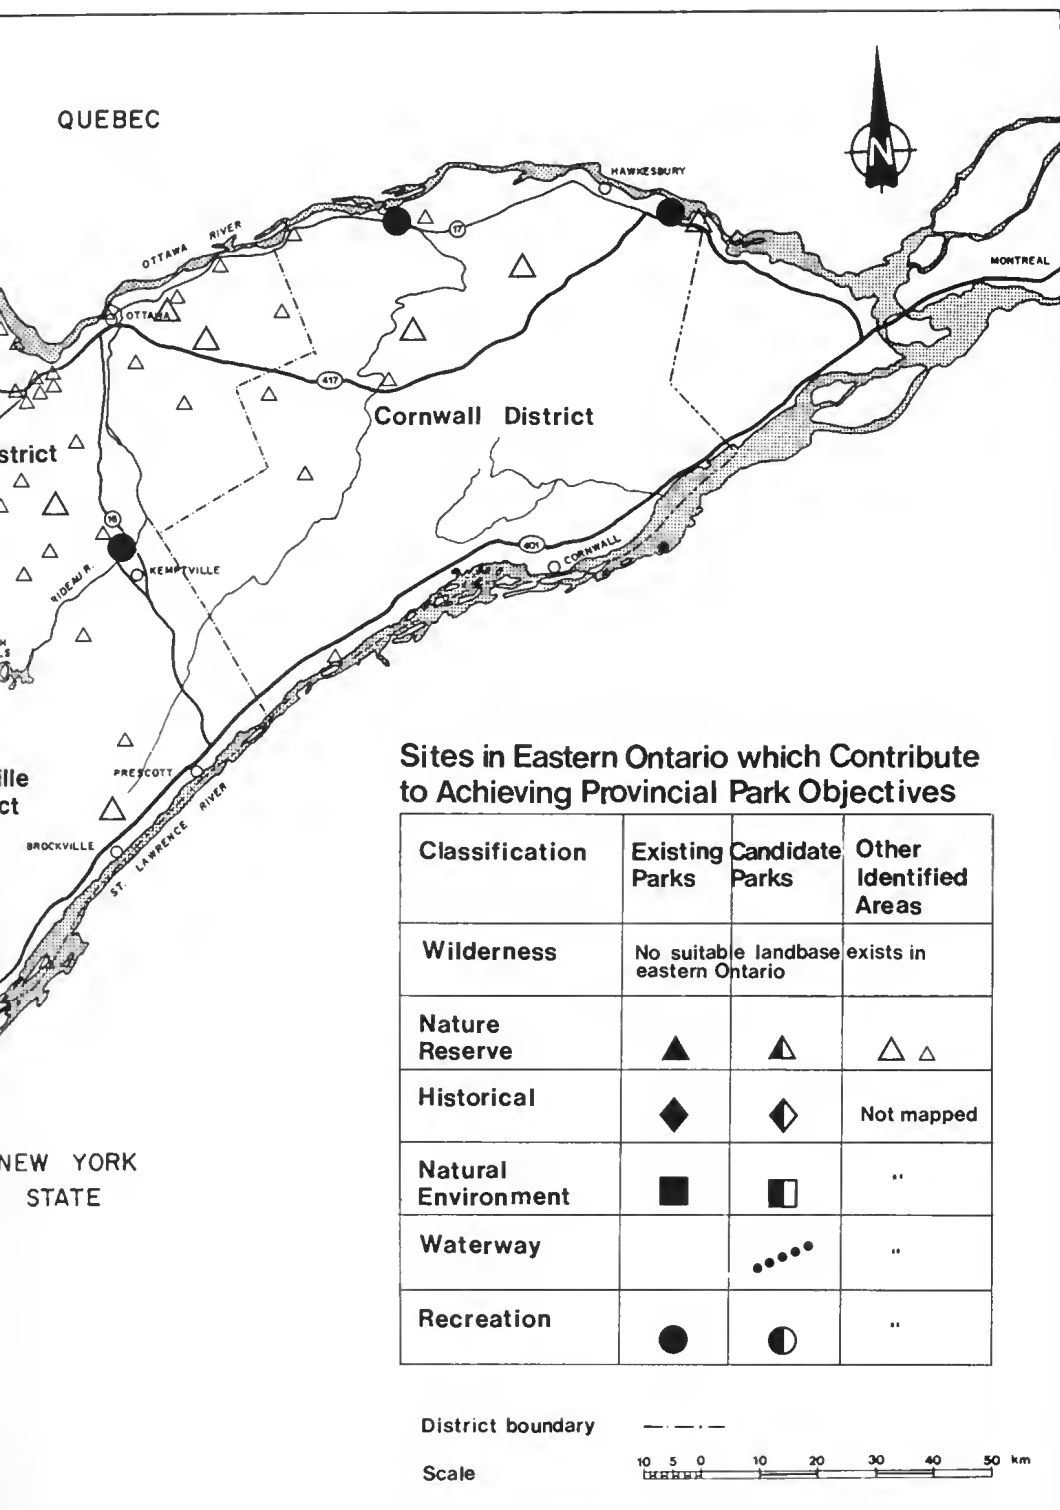 QUEBEC
N
HAWKESBURY
OTTAWA RIVER
17
MONTREAL
OTTAWA
417
Cornwall District
strict
16
401
CORNWALL
KEMPTVILLE
RIDEAU R.
H
LS
PRESCOTT
ille
ct
BROCKVILLE
ST. LAWRENCE RIVER
NEW YORK
STATE
Sites in Eastern Ontario which Contribute
to Achieving Provincial Park Objectives
Classification Existing Parks Candidate Parks Other Identified Areas
Wilderness No suitable landbase exists in
eastern Ontario
Nature
Reserve
Historical Not mapped
Natural
Environment "
Waterway "
Recreation "
District boundary
Scale 10 5 0 10 20 30 40 50 km